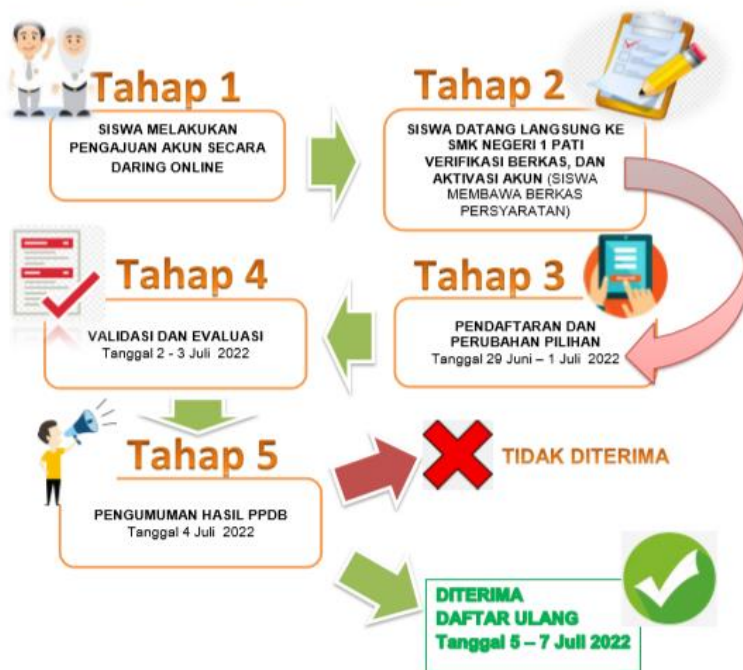 Tahap 1
SISWA MELAKUKAN
PENGAJUAN AKUN SECARA
DARING ONLINE
Tahap 2
SISWA DATANG LANGSUNG KE
SMK NEGERI 1 PATI
VERIFIKASI BERKAS, DAN
AKTIVASI AKUN (SISWA
MEMBAWA BERKAS
PERSYARATAN)
Tahap 3
PENDAFTARAN DAN
PERUBAHAN PILIHAN
Tanggal 29 Juni – 1 Juli 2022
Tahap 4
VALIDASI DAN EVALUASI
Tanggal 2 - 3 Juli 2022
Tahap 5
PENGUMUMAN HASIL PPDB
Tanggal 4 Juli 2022
TIDAK DITERIMA
DITERIMA
DAFTAR ULANG
Tanggal 5 – 7 Juli 2022